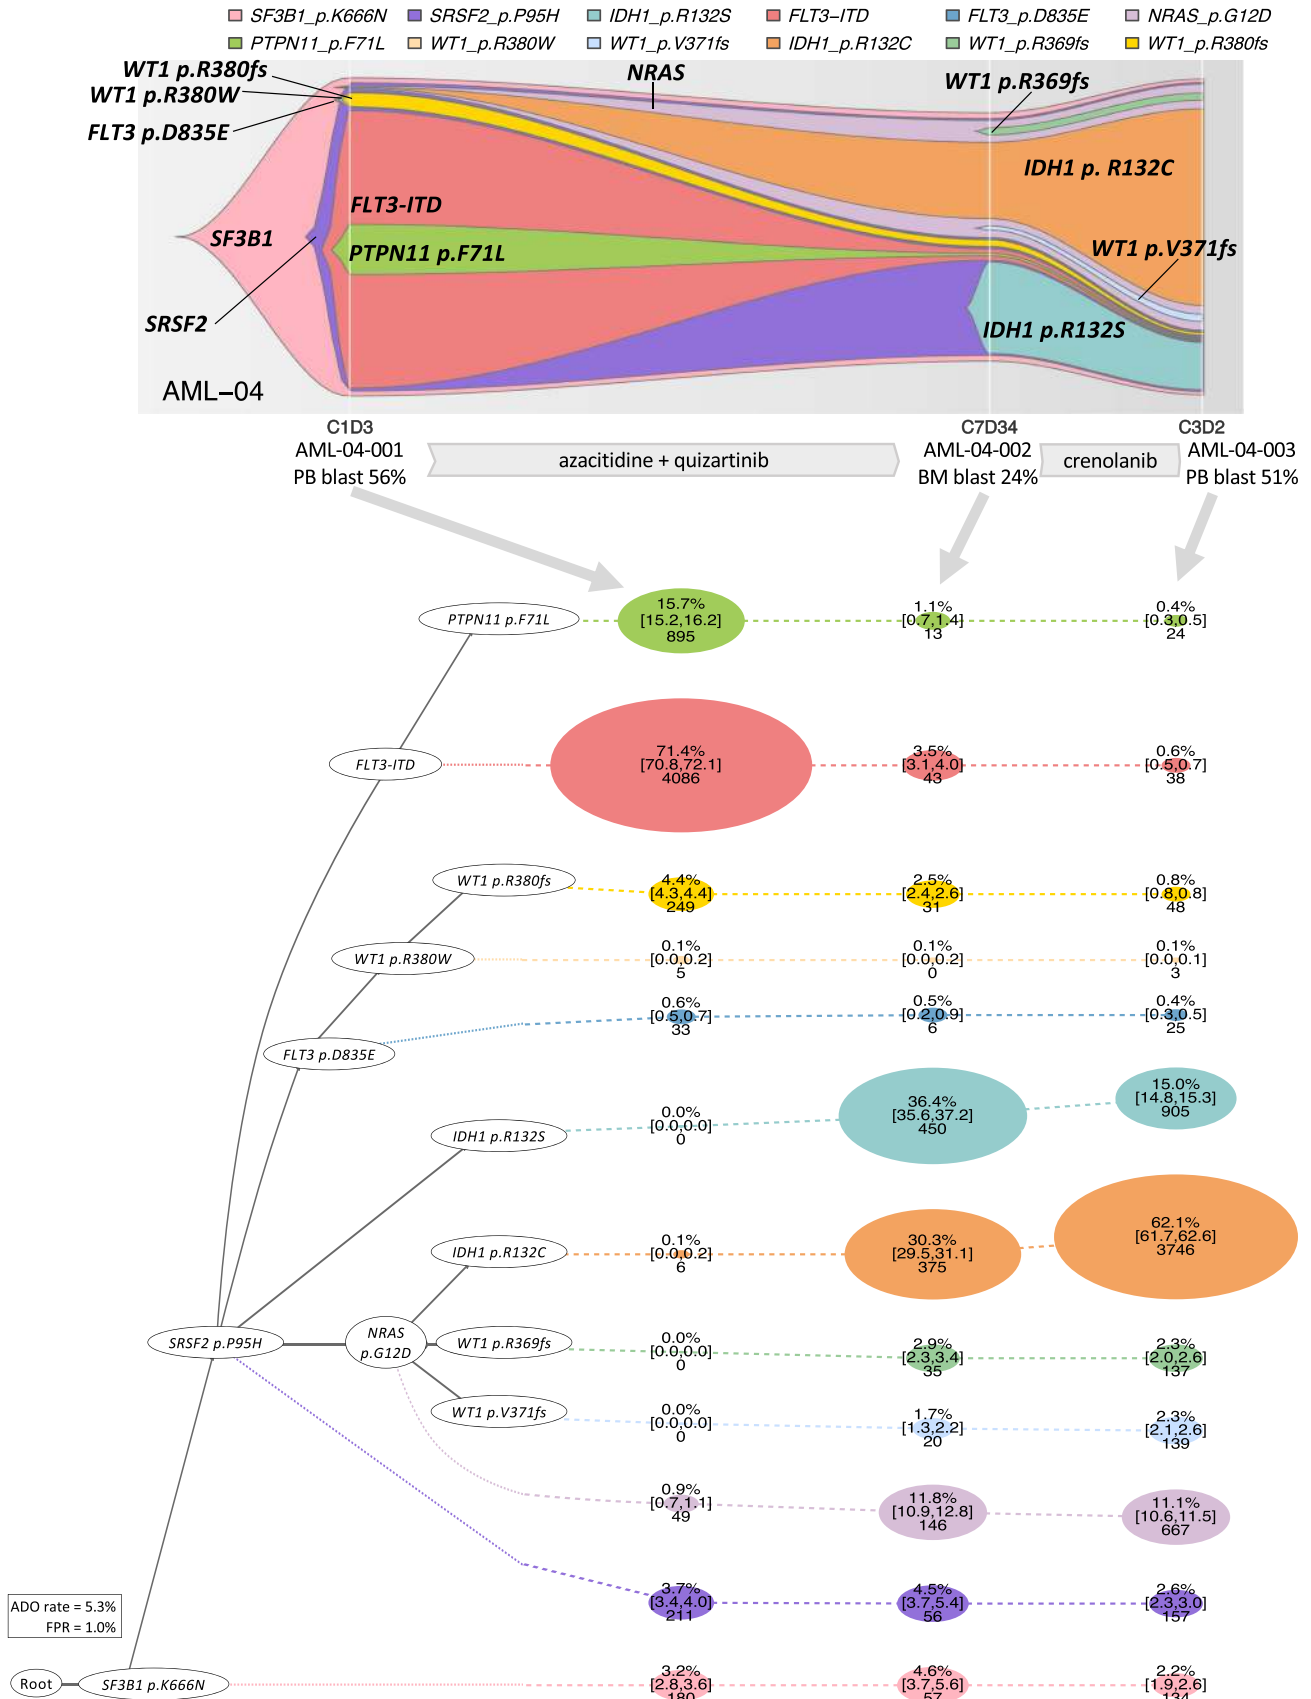 SF3B1_p.K666N SRSF2_p.P95H IDH1_p.R132S FLT3–ITD FLT3_p.D835E NRAS_p.G12D
PTPN11_p.F71L WT1_p.R380W WT1_p.V371fs IDH1_p.R132C WT1_p.R369fs WT1_p.R380fs
WT1 p.R380fs
NRAS
WT1 p.R369fs
WT1 p.R380W
FLT3 p.D835E
IDH1 p. R132C
FLT3-ITD
SF3B1
PTPN11 p.F71L
WT1 p.V371fs
SRSF2
IDH1 p.R132S
AML–04
C1D3 C7D34 C3D2
AML-04-001
PB blast 56%
azacitidine + quizartinib
AML-04-002
BM blast 24%
crenolanib
AML-04-003
PB blast 51%
PTPN11 p.F71L
15.7%
[15.2,16.2]
895
1.1%
[0.7,1.4]
13
0.4%
[0.3,0.5]
24
FLT3-ITD
71.4%
[70.8,72.1]
4086
3.5%
[3.1,4.0]
43
0.6%
[0.5,0.7]
38
WT1 p.R380fs
4.4%
[4.3,4.4]
249
2.5%
[2.4,2.6]
31
0.8%
[0.8,0.8]
48
WT1 p.R380W
0.1%
[0.0,0.2]
5
0.1%
[0.0,0.2]
0
0.1%
[0.0,0.1]
3
FLT3 p.D835E
0.6%
[0.5,0.7]
33
0.5%
[0.2,0.9]
6
0.4%
[0.3,0.5]
25
IDH1 p.R132S
0.0%
[0.0,0.0]
0
36.4%
[35.6,37.2]
450
15.0%
[14.8,15.3]
905
IDH1 p.R132C
0.1%
[0.0,0.2]
6
30.3%
[29.5,31.1]
375
62.1%
[61.7,62.6]
3746
SRSF2 p.P95H
NRAS
p.G12D
WT1 p.R369fs
0.0%
[0.0,0.0]
0
2.9%
[2.3,3.4]
35
2.3%
[2.0,2.6]
137
WT1 p.V371fs
0.0%
[0.0,0.0]
0
1.7%
[1.3,2.2]
20
2.3%
[2.1,2.6]
139
0.9%
[0.7,1.1]
49
11.8%
[10.9,12.8]
146
11.1%
[10.6,11.5]
667
3.7%
[3.4,4.0]
211
4.5%
[3.7,5.4]
56
2.6%
[2.3,3.0]
157
ADO rate = 5.3%
FPR = 1.0%
Root
SF3B1 p.K666N
3.2%
[2.8,3.6]
180
4.6%
[3.7,5.6]
57
2.2%
[1.9,2.6]
134